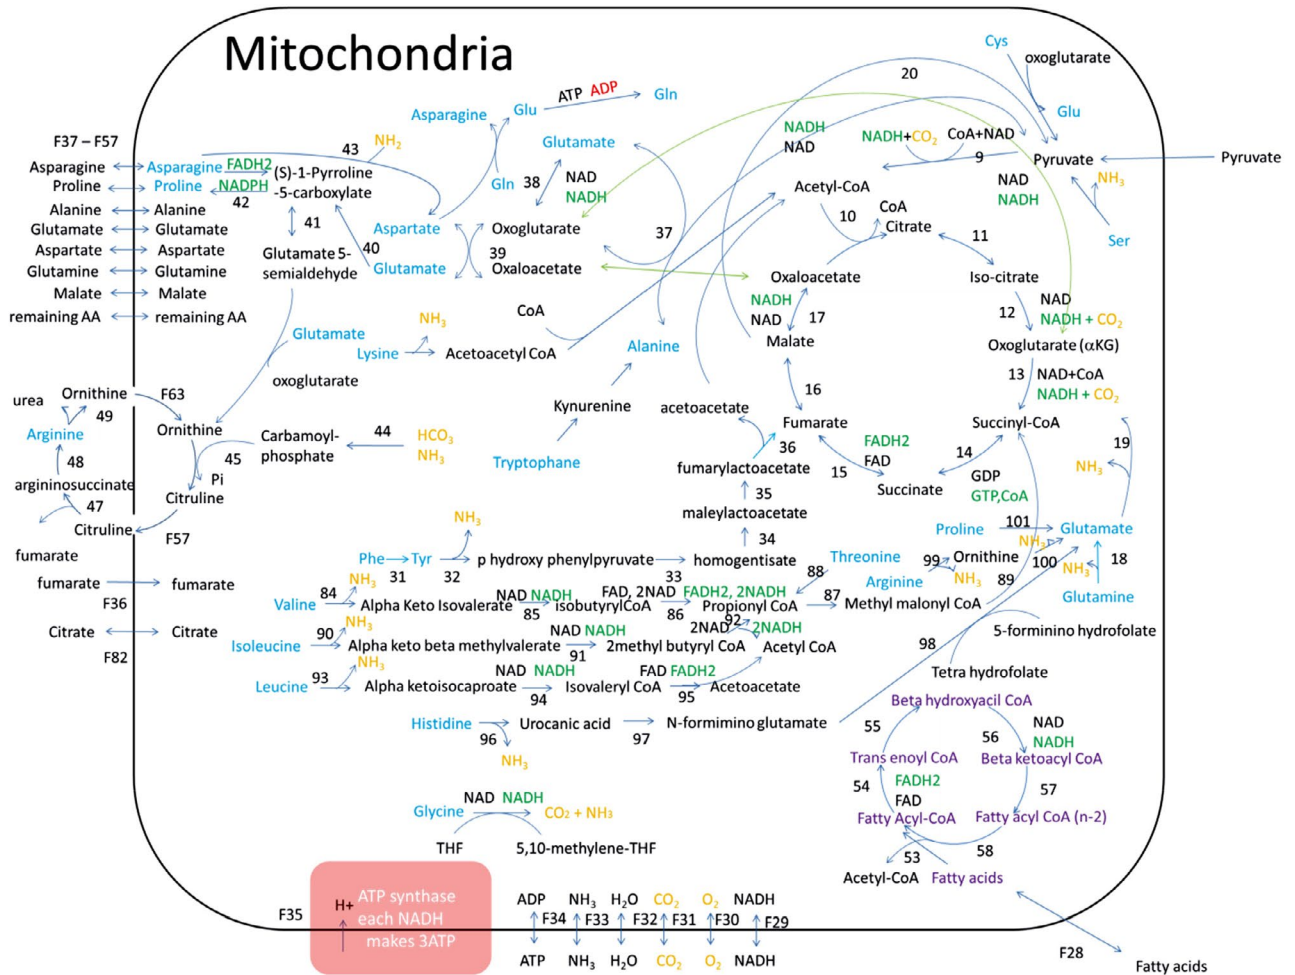 Mitochondria
F37 – F57
Asparagine
Proline
Alanine
Glutamate
Aspartate
Glutamine
Malate
remaining AA
Asparagine
Proline
Alanine
Glutamate
Aspartate
Glutamine
Malate
remaining AA
FADH2
NADPH
42
(S)-1-Pyrroline
-5-carboxylate
43
NH2
41
40
Glutamate 5-
semialdehyde
Aspartate
Glutamate
Asparagine
Glu
ATP ADP
Gln
Gln
Glutamate
38
NAD
NADH
Oxoglutarate
39
Oxaloacetate
37
CoA
NH3
Lysine
Acetoacetyl CoA
Glutamate
oxoglutarate
Alanine
Kynurenine
Tryptophane
20
Cys
oxoglutarate
Glu
NADH
NAD
NADH+CO2
CoA+NAD
9
Pyruvate
Pyruvate
NAD
NADH
NH3
Ser
Acetyl-CoA
10
CoA
Citrate
11
Iso-citrate
12
NAD
NADH + CO2
Oxoglutarate (αKG)
13
NAD+CoA
NADH + CO2
Succinyl-CoA
14
GDP
GTP,CoA
Succinate
15
FADH2
FAD
Fumarate
16
Malate
17
NADH
NAD
Oxaloacetate
19
NH3
urea
Ornithine
F63
49
Arginine
48
argininosuccinate
47
Citrulline
fumarate
Ornithine
45
Pi
Citrulline
F57
Carbamoyl-
phosphate
44
HCO3
NH3
fumarate
fumarate
F36
Citrate
Citrate
F82
acetoacetate
36
fumarylactoacetate
35
maleylactoacetate
34
homogentisate
NH3
Phe
Tyr
p hydroxy phenylpyruvate
31
32
33
Threonine
88
Proline
101
Glutamate
NH3
99
Ornithine
100
Arginine
NH3
89
NH3
18
Glutamine
Valine
84
NH3
Alpha Keto Isovalerate
NAD NADH
85
isobutyrylCoA
FAD, 2NAD FADH2, 2NADH
86
Propionyl CoA
87
Methyl malonyl CoA
Isoleucine
90
NH3
Alpha keto beta methylvalerate
NAD NADH
91
2methyl butyryl CoA
92
2NAD
2NADH
Acetyl CoA
Leucine
93
NH3
Alpha ketoisocaproate
NAD NADH
94
Isovaleryl CoA
FAD FADH2
95
Acetoacetate
Histidine
96
NH3
Urocanic acid
97
N-formimino glutamate
98
5-forminino hydrofolate
Tetra hydrofolate
Beta hydroxyacil CoA
55
56
NAD
NADH
Trans enoyl CoA
Beta ketoacyl CoA
54
FADH2
FAD
57
Fatty Acyl-CoA
Fatty acyl CoA (n-2)
53
58
Acetyl-CoA
Fatty acids
F28
Fatty acids
NAD NADH
Glycine
CO2 + NH3
THF
5,10-methylene-THF
F35
H+
ATP synthase
each NADH
makes 3ATP
ADP
NH3
H2O
CO2
O2
NADH
F34
F33
F32
F31
F30
F29
ATP
NH3
H2O
CO2
O2
NADH